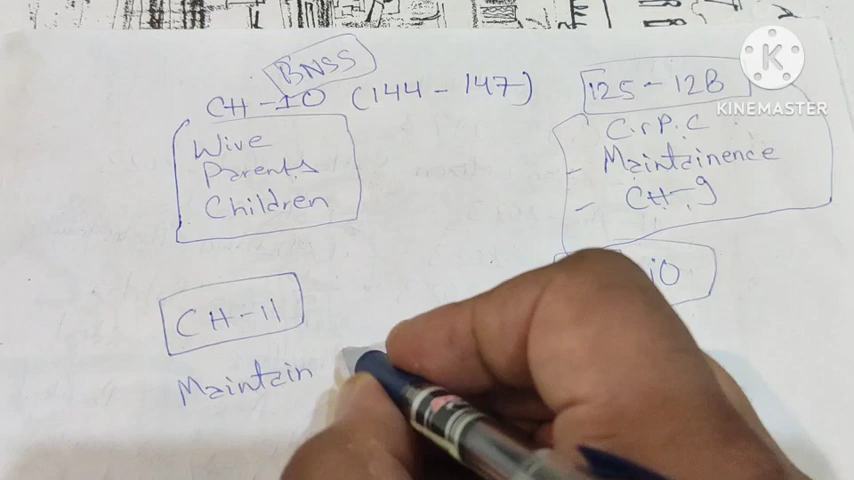 BNSS
CH-10 (144-147)
Wive
Parents
Children
125-128
C.r.P.C
- Maintainence
- CH-9
10
CH-11
Maintain
K
KINEMASTER